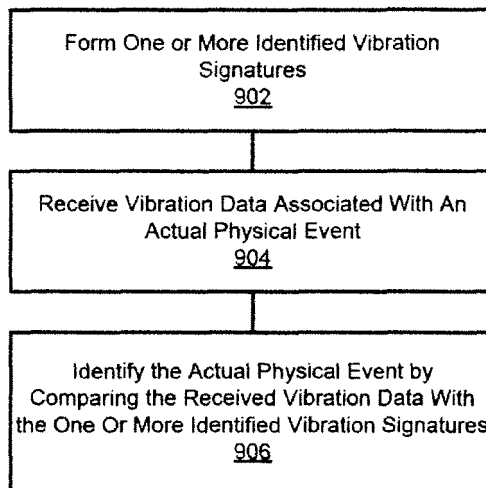 Form One or More Identified Vibration
Signatures
902
Receive Vibration Data Associated With An
Actual Physical Event
904
Identify the Actual Physical Event by
Comparing the Received Vibration Data With
the One Or More Identified Vibration Signatures
906